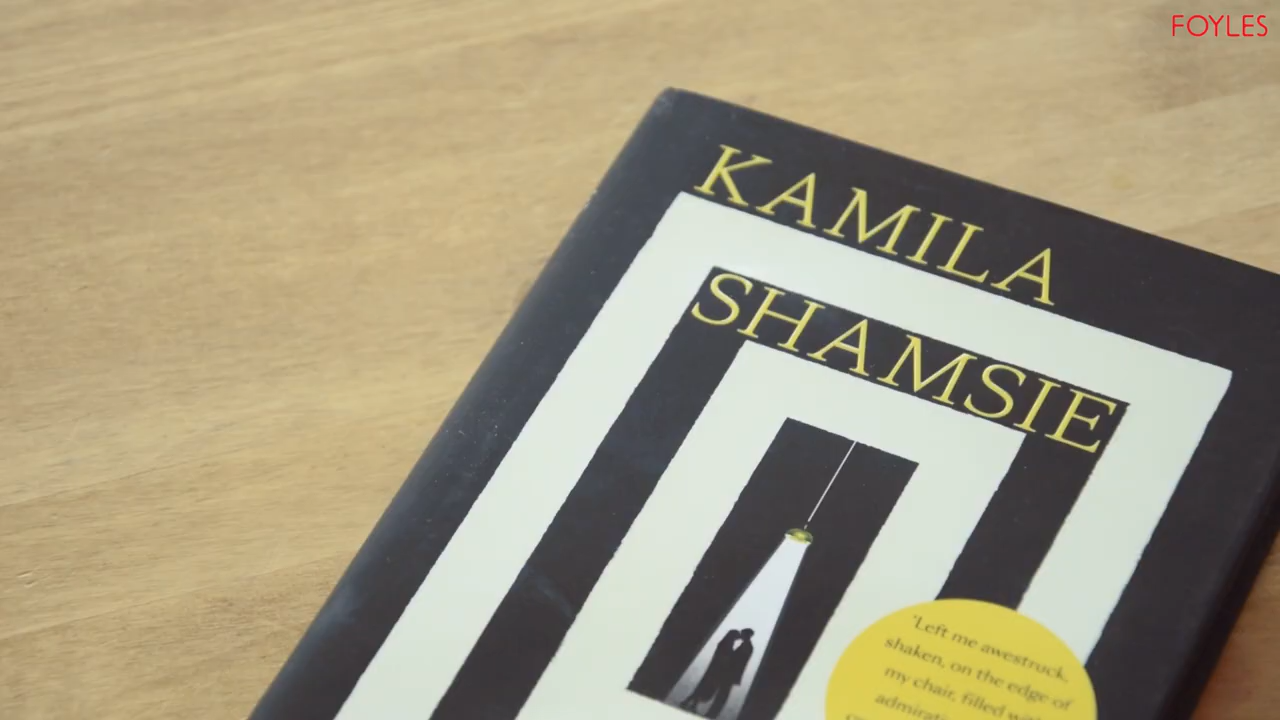 FOYLES
KAMILA
SHAMSIE
'Left me awestruck,
shaken, on the edge of
my chair, filled